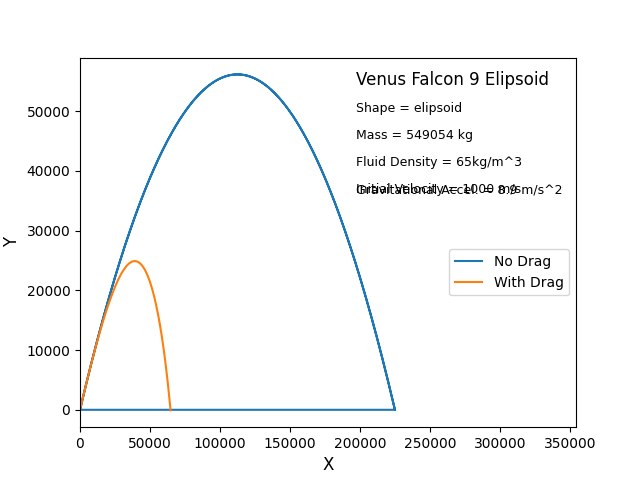 Venus Falcon 9 Elipsoid
Shape = elipsoid
Mass = 549054 kg
Fluid Density = 65kg/m^3
Initial Velocity = 1000 m/s
Gravitational Accel. = 8.9 m/s^2
No Drag
With Drag
Y
50000
40000
30000
20000
10000
0
0 50000 100000 150000 200000 250000 300000 350000
X